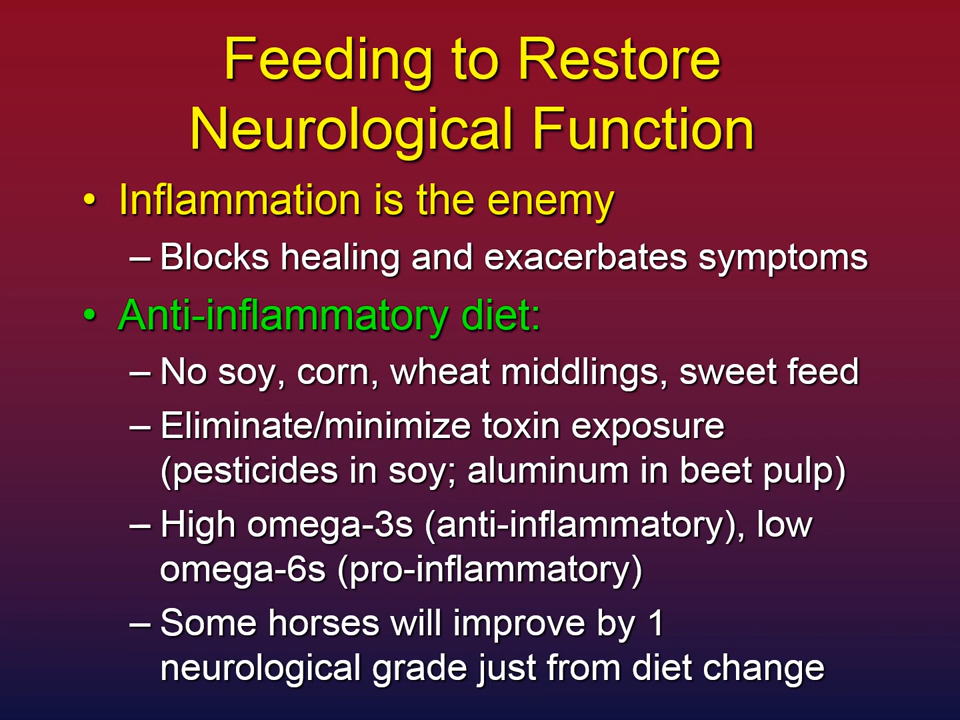 Feeding to Restore
Neurological Function
• Inflammation is the enemy
– Blocks healing and exacerbates symptoms
• Anti-inflammatory diet:
– No soy, corn, wheat middlings, sweet feed
– Eliminate/minimize toxin exposure
(pesticides in soy; aluminum in beet pulp)
– High omega-3s (anti-inflammatory), low
omega-6s (pro-inflammatory)
– Some horses will improve by 1
neurological grade just from diet change